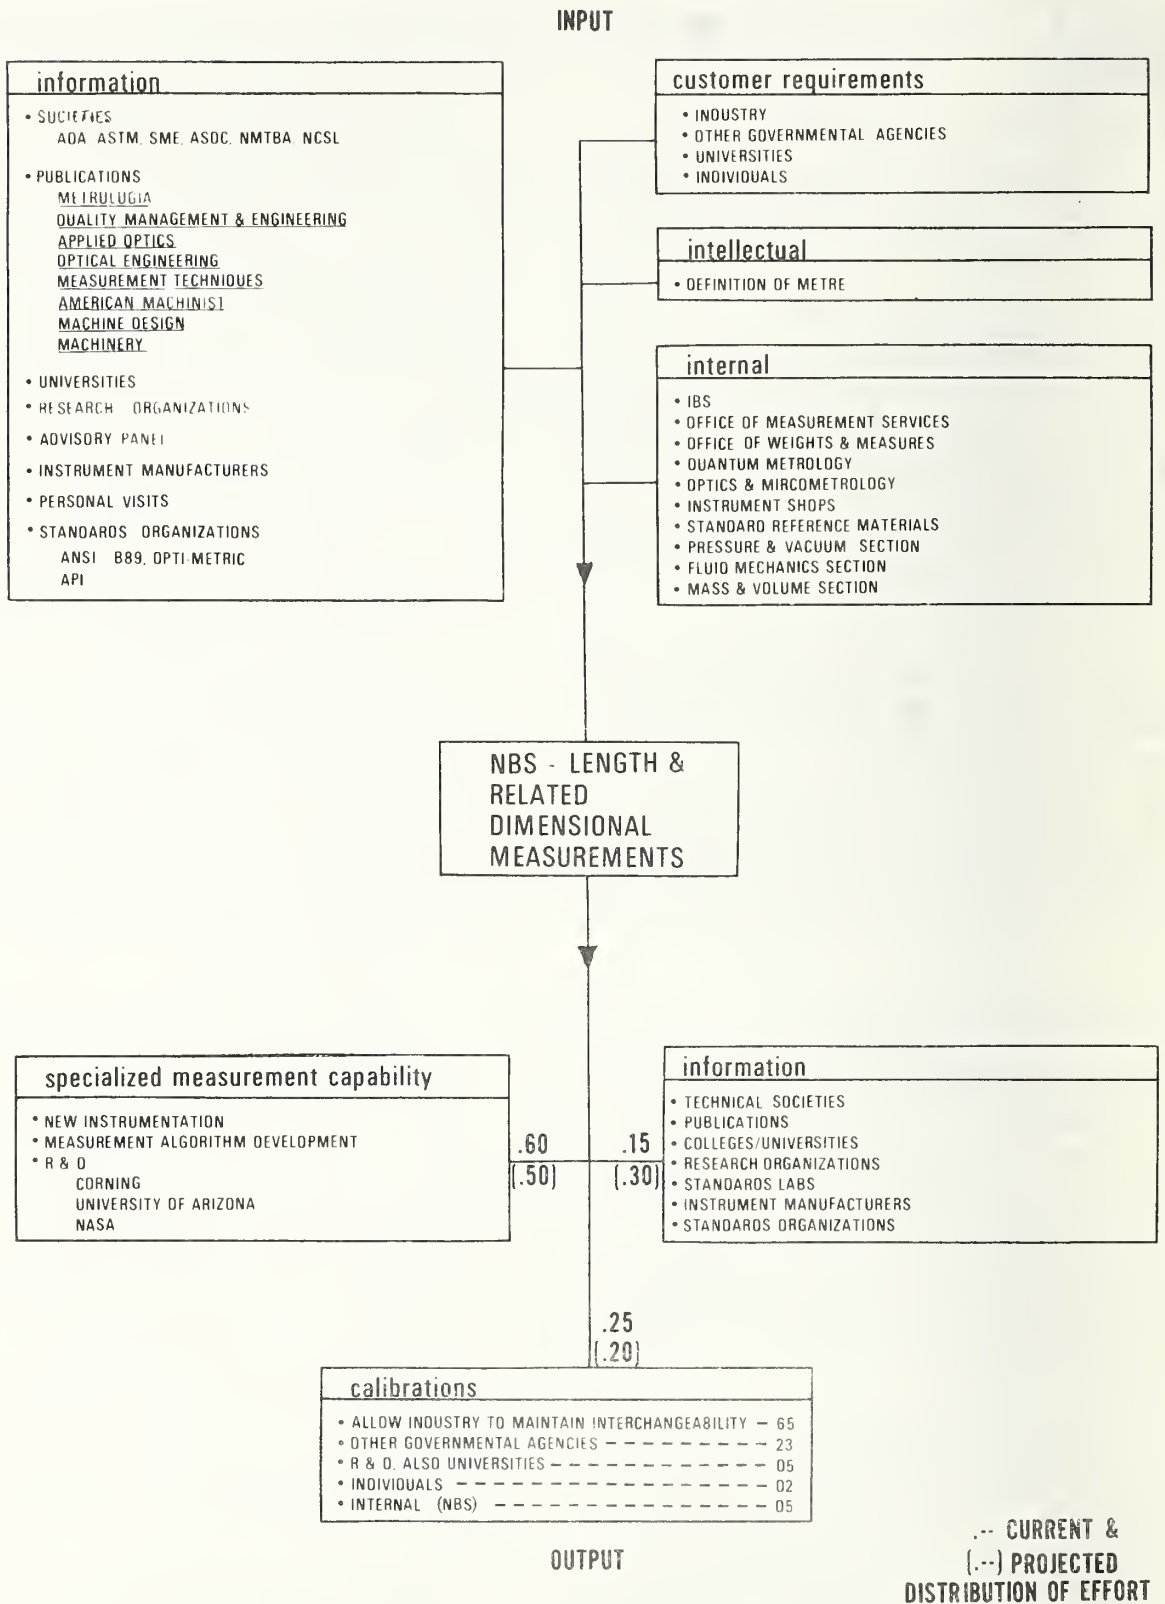 INPUT
information
• SOCIETIES
AOA ASTM, SME, ASOC, NMTBA, NCSL
• PUBLICATIONS
METROLOGIA
QUALITY MANAGEMENT & ENGINEERING
APPLIED OPTICS
OPTICAL ENGINEERING
MEASUREMENT TECHNIQUES
AMERICAN MACHINIST
MACHINE DESIGN
MACHINERY
• UNIVERSITIES
• RESEARCH ORGANIZATIONS
• ADVISORY PANEL
• INSTRUMENT MANUFACTURERS
• PERSONAL VISITS
• STANDARDS ORGANIZATIONS
ANSI B89, OPTI-METRIC
API
customer requirements
• INDUSTRY
• OTHER GOVERNMENTAL AGENCIES
• UNIVERSITIES
• INDIVIDUALS
intellectual
• DEFINITION OF METRE
internal
• IBS
• OFFICE OF MEASUREMENT SERVICES
• OFFICE OF WEIGHTS & MEASURES
• QUANTUM METROLOGY
• OPTICS & MIRCOMETROLOGY
• INSTRUMENT SHOPS
• STANDARD REFERENCE MATERIALS
• PRESSURE & VACUUM SECTION
• FLUID MECHANICS SECTION
• MASS & VOLUME SECTION
NBS - LENGTH &
RELATED
DIMENSIONAL
MEASUREMENTS
specialized measurement capability
• NEW INSTRUMENTATION
• MEASUREMENT ALGORITHM DEVELOPMENT
• R & D
CORNING
UNIVERSITY OF ARIZONA
NASA
.60
(.50)
.15
(.30)
information
• TECHNICAL SOCIETIES
• PUBLICATIONS
• COLLEGES/UNIVERSITIES
• RESEARCH ORGANIZATIONS
• STANDARDS LABS
• INSTRUMENT MANUFACTURERS
• STANDARDS ORGANIZATIONS
.25
(.20)
calibrations
• ALLOW INDUSTRY TO MAINTAIN INTERCHANGEABILITY – 65
• OTHER GOVERNMENTAL AGENCIES – – – – – – – – – 23
• R & D, ALSO UNIVERSITIES – – – – – – – – – – – – 05
• INDIVIDUALS – – – – – – – – – – – – – – – – – 02
• INTERNAL (NBS) – – – – – – – – – – – – – – – 05
OUTPUT
.-- CURRENT &
(.--) PROJECTED
DISTRIBUTION OF EFFORT